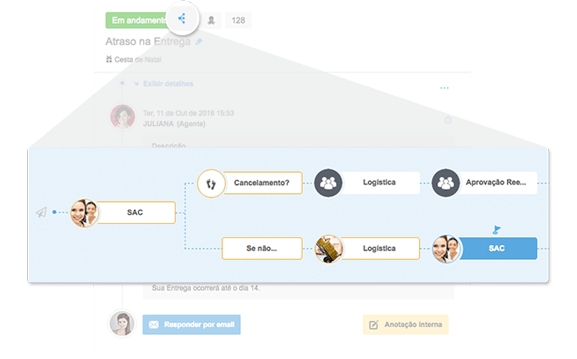 Em andamento
128
Atraso na Entrega
Cesta de Natal
Exibir detalhes
Ter, 11 de Out de 2016 15:53
JULIANA (Agente)
Descrição
Cancelamento?
Logística
Aprovação Ree...
SAC
Se não...
Logística
SAC
Sua Entrega ocorrerá até o dia 14.
Responder por email
Anotação interna